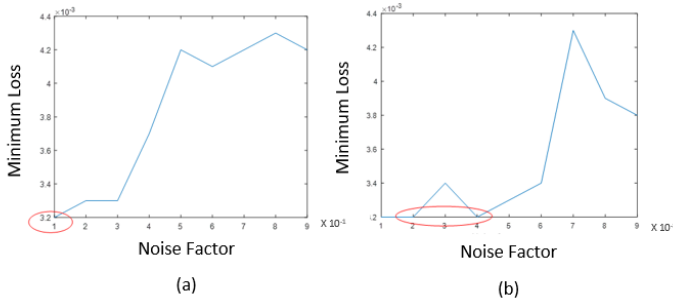 ×10⁻³
4.4
4.2
4
3.8
3.6
3.4
3.2
Minimum Loss
1 2 3 4 5 6 7 8 9
X 10⁻¹
Noise Factor
(a)
×10⁻³
4.4
4.2
4
3.8
3.6
3.4
.2
Minimum Loss
1 2 3 4 5 6 7 8 9
X 10⁻
Noise Factor
(b)